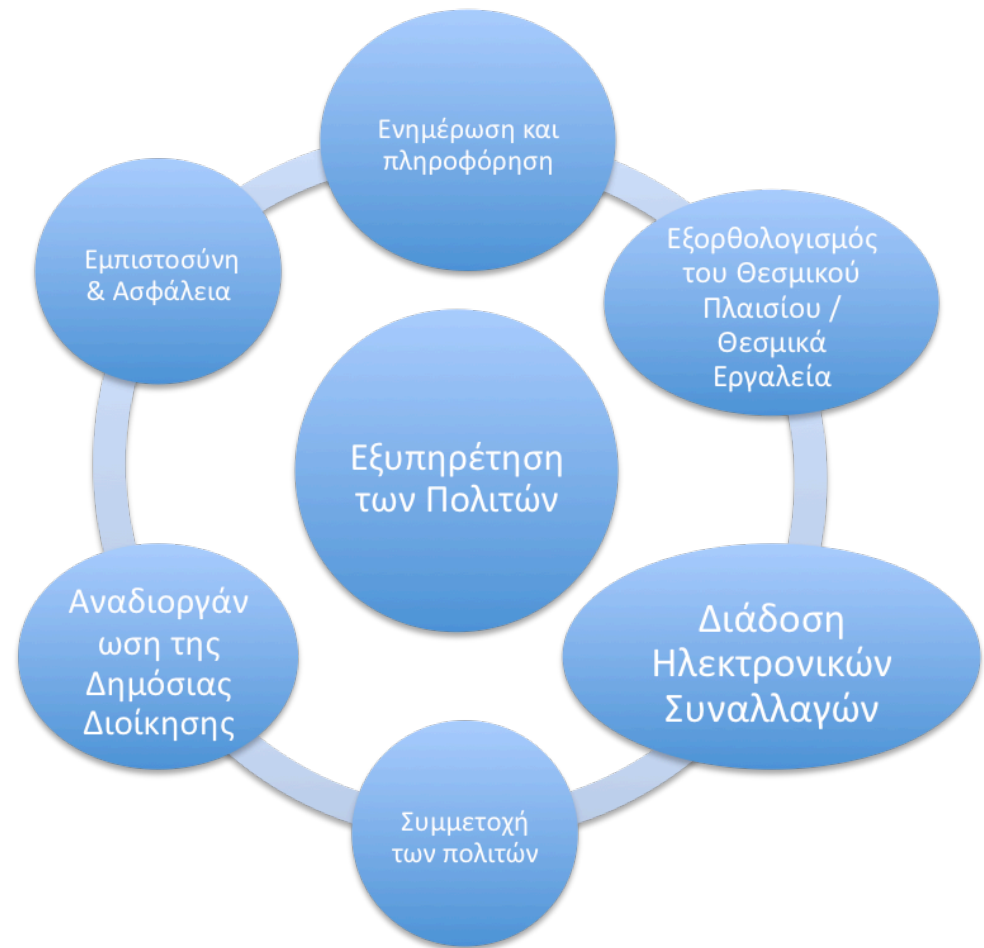 Ενημέρωση και
πληροφόρηση
Εξορθολογισμός
του Θεσμικού
Πλαισίου /
Θεσμικά
Εργαλεία
Εμπιστοσύνη
& Ασφάλεια
Εξυπηρέτηση
των Πολιτών
Αναδιοργάν
ωση της
Δημόσιας
Διοίκησης
Διάδοση
Ηλεκτρονικών
Συναλλαγών
Συμμετοχή
των πολιτών